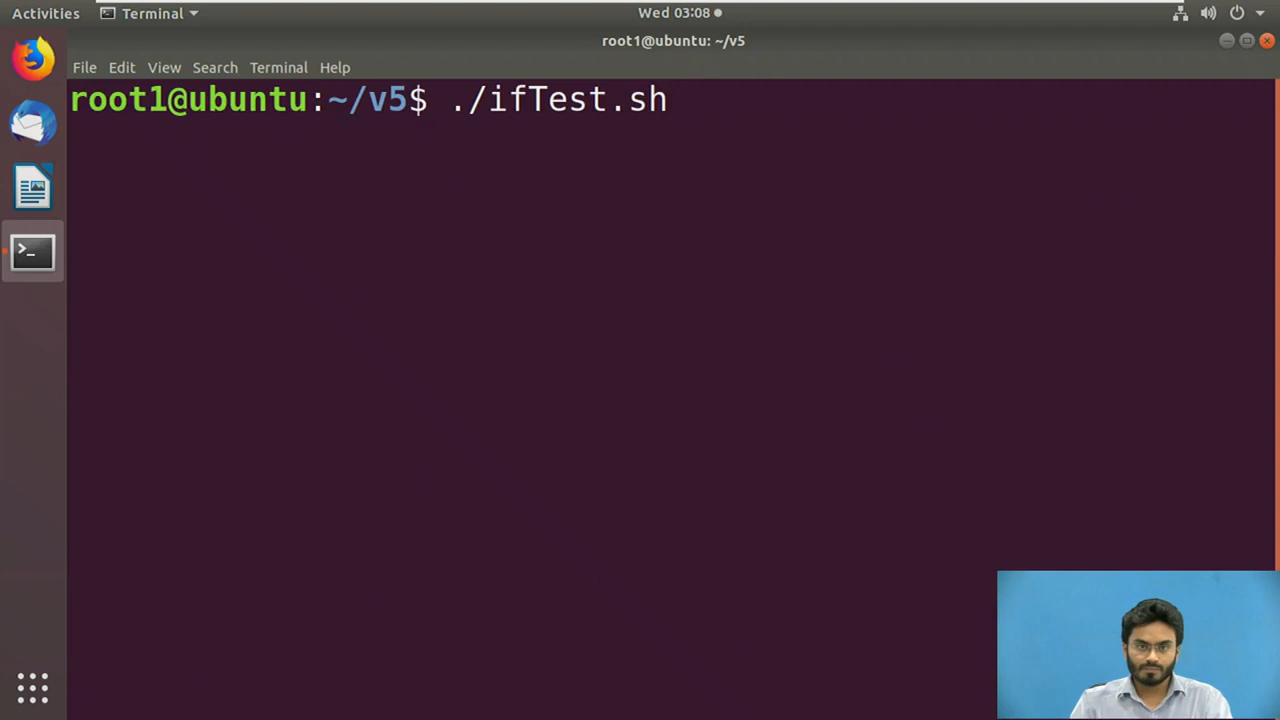 Activities Terminal Wed 03:08
root1@ubuntu: ~/v5
File Edit View Search Terminal Help
root1@ubuntu:~/v5$ ./ifTest.sh